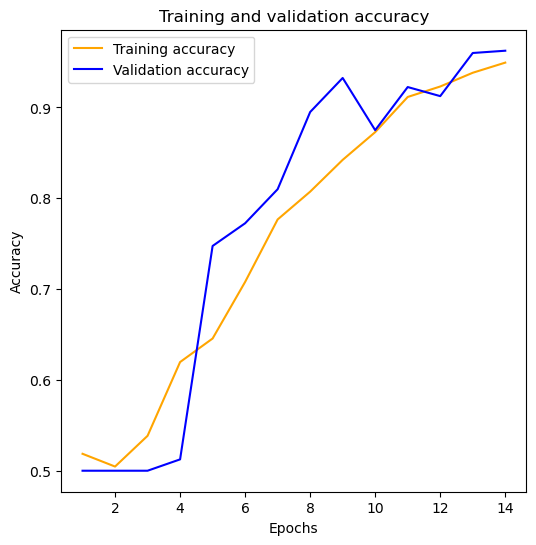 Training and validation accuracy
Training accuracy
Validation accuracy
0.9
0.8
0.7
0.6
0.5
Accuracy
2 4 6 8 10 12 14
Epochs